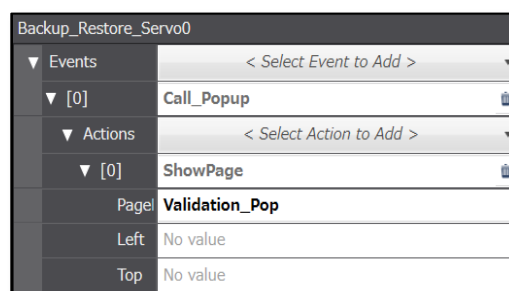 Backup_Restore_Servo0
Events < Select Event to Add >
[0] Call_Popup
Actions < Select Action to Add >
[0] ShowPage
PageI Validation_Pop
Left No value
Top No value